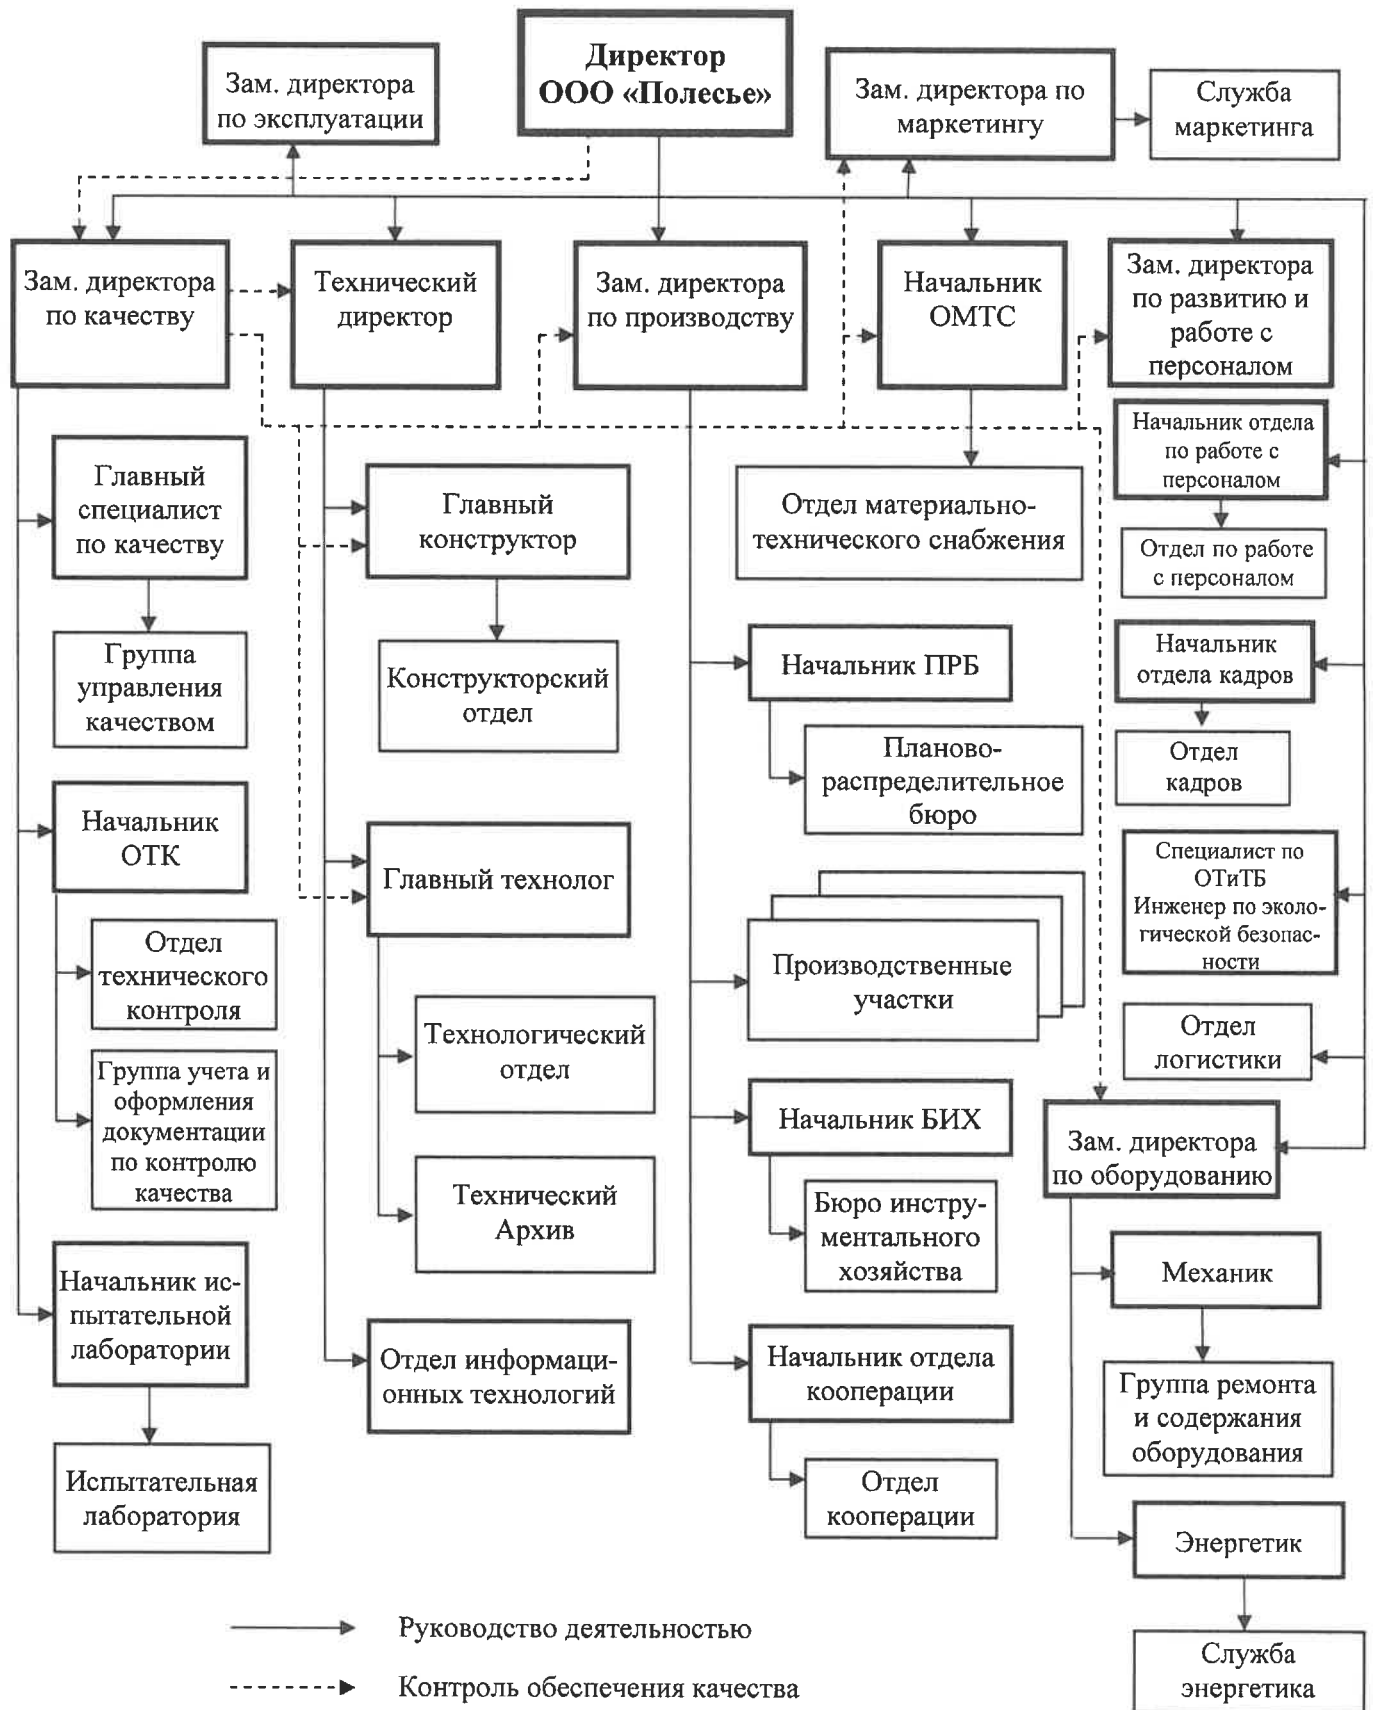 Директор
ООО «Полесье»
Зам. директора
по эксплуатации
Зам. директора по
маркетингу
Служба
маркетинга
Зам. директора
по качеству
Технический
директор
Зам. директора
по производству
Начальник
ОМТС
Зам. директора
по развитию и
работе с
персоналом
Главный
специалист
по качеству
Группа
управления
качеством
Начальник
ОТК
Отдел
технического
контроля
Группа учета и
оформления
документации
по контролю
качества
Начальник ис-
пытательной
лаборатории
Испытательная
лаборатория
Главный
конструктор
Конструкторский
отдел
Главный технолог
Технологический
отдел
Технический
Архив
Отдел информаци-
онных технологий
Отдел материально-
технического снабжения
Начальник ПРБ
Планово-
распределительное
бюро
Производственные
участки
Начальник БИХ
Бюро инстру-
ментального
хозяйства
Начальник отдела
кооперации
Отдел
кооперации
Начальник отдела
по работе с
персоналом
Отдел по работе
с персоналом
Начальник
отдела кадров
Отдел
кадров
Специалист по
ОТиТБ
Инженер по эколо-
гической безопас-
ности
Отдел
логистики
Зам. директора
по оборудованию
Механик
Группа ремонта
и содержания
оборудования
Энергетик
Служба
энергетика
Руководство деятельностью
Контроль обеспечения качества